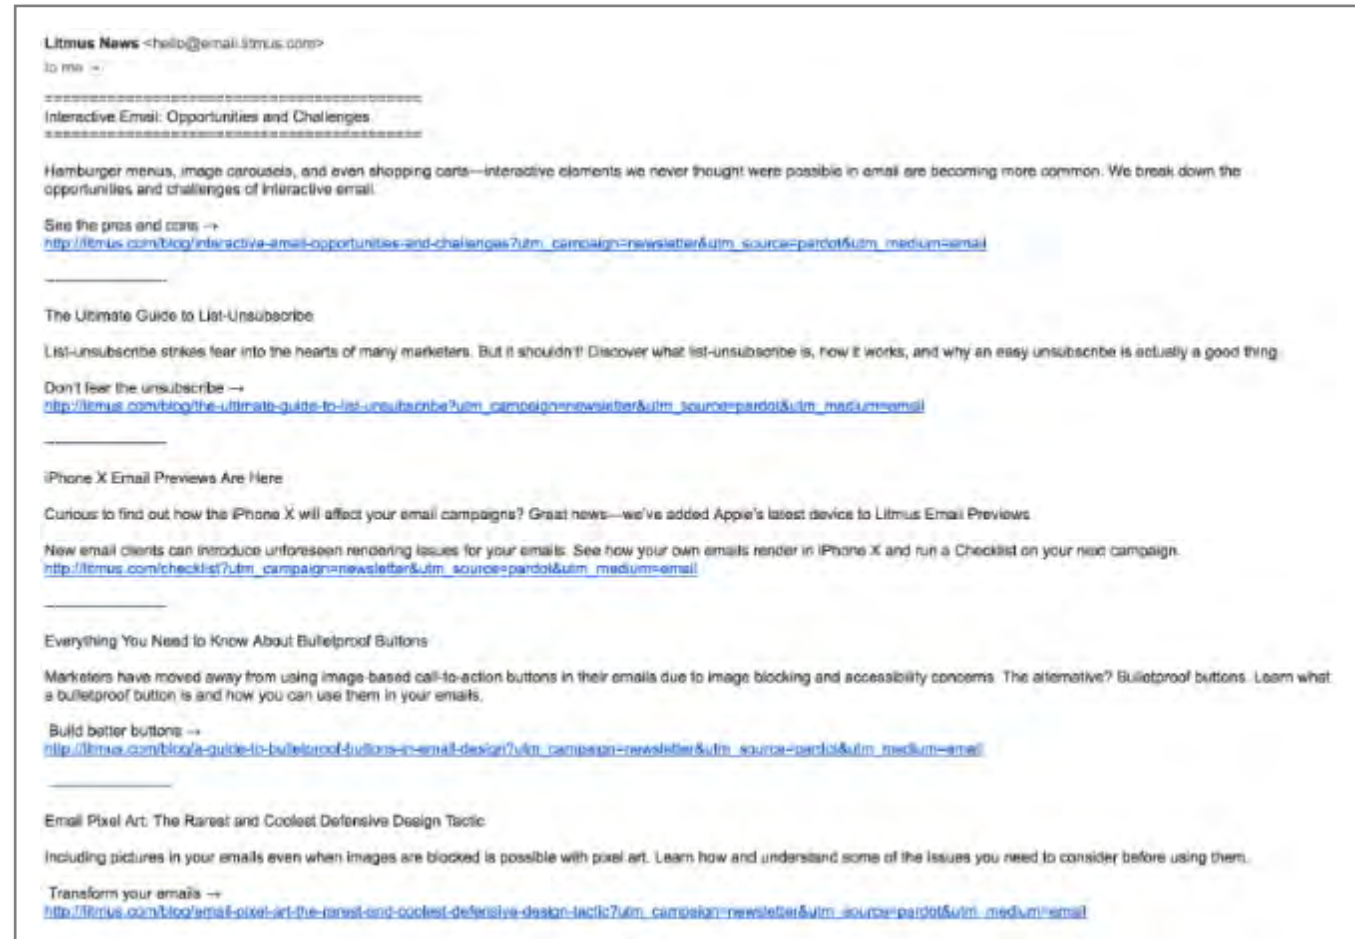 Litmus News <hello@email.litmus.com>
to me
==========================================
Interactive Email: Opportunities and Challenges
==========================================
Hamburger menus, image carousels, and even shopping carts—interactive elements we never thought were possible in email are becoming more common. We break down the
opportunities and challenges of interactive email.
See the pros and cons →
http://litmus.com/blog/interactive-email-opportunities-and-challenges?utm_campaign=newsletter&utm_source=pardot&utm_medium=email
--------------------
The Ultimate Guide to List-Unsubscribe
List-unsubscribe strikes fear into the hearts of many marketers. But it shouldn't! Discover what list-unsubscribe is, how it works, and why an easy unsubscribe is actually a good thing.
Don't fear the unsubscribe →
http://litmus.com/blog/the-ultimate-guide-to-list-unsubscribe?utm_campaign=newsletter&utm_source=pardot&utm_medium=email
--------------------
iPhone X Email Previews Are Here
Curious to find out how the iPhone X will affect your email campaigns? Great news—we've added Apple's latest device to Litmus Email Previews.
New email clients can introduce unforeseen rendering issues for your emails. See how your own emails render in iPhone X and run a Checklist on your next campaign.
http://litmus.com/checklist?utm_campaign=newsletter&utm_source=pardot&utm_medium=email
--------------------
Everything You Need to Know About Bulletproof Buttons
Marketers have moved away from using image-based call-to-action buttons in their emails due to image blocking and accessibility concerns. The alternative? Bulletproof buttons. Learn what
a bulletproof button is and how you can use them in your emails.
Build better buttons →
http://litmus.com/blog/a-guide-to-bulletproof-buttons-in-email-design?utm_campaign=newsletter&utm_source=pardot&utm_medium=email
--------------------
Email Pixel Art: The Rarest and Coolest Defensive Design Tactic
Including pictures in your emails even when images are blocked is possible with pixel art. Learn how and understand some of the issues you need to consider before using them.
Transform your emails →
http://litmus.com/blog/email-pixel-art-the-rarest-and-coolest-defensive-design-tactic?utm_campaign=newsletter&utm_source=pardot&utm_medium=email